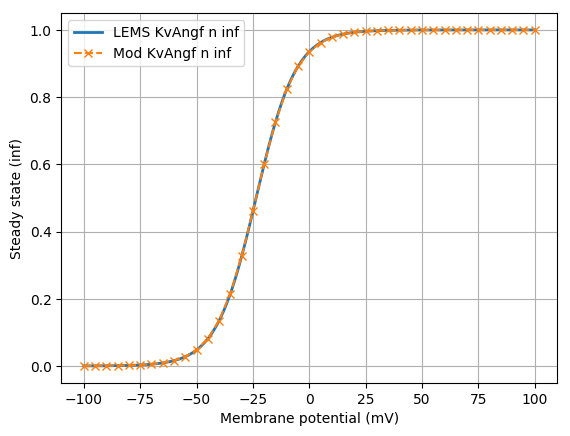 LEMS KvAngf n inf
Mod KvAngf n inf
1.0
0.8
0.6
0.4
0.2
0.0
Steady state (inf)
−100 −75 −50 −25 0 25 50 75 100
Membrane potential (mV)